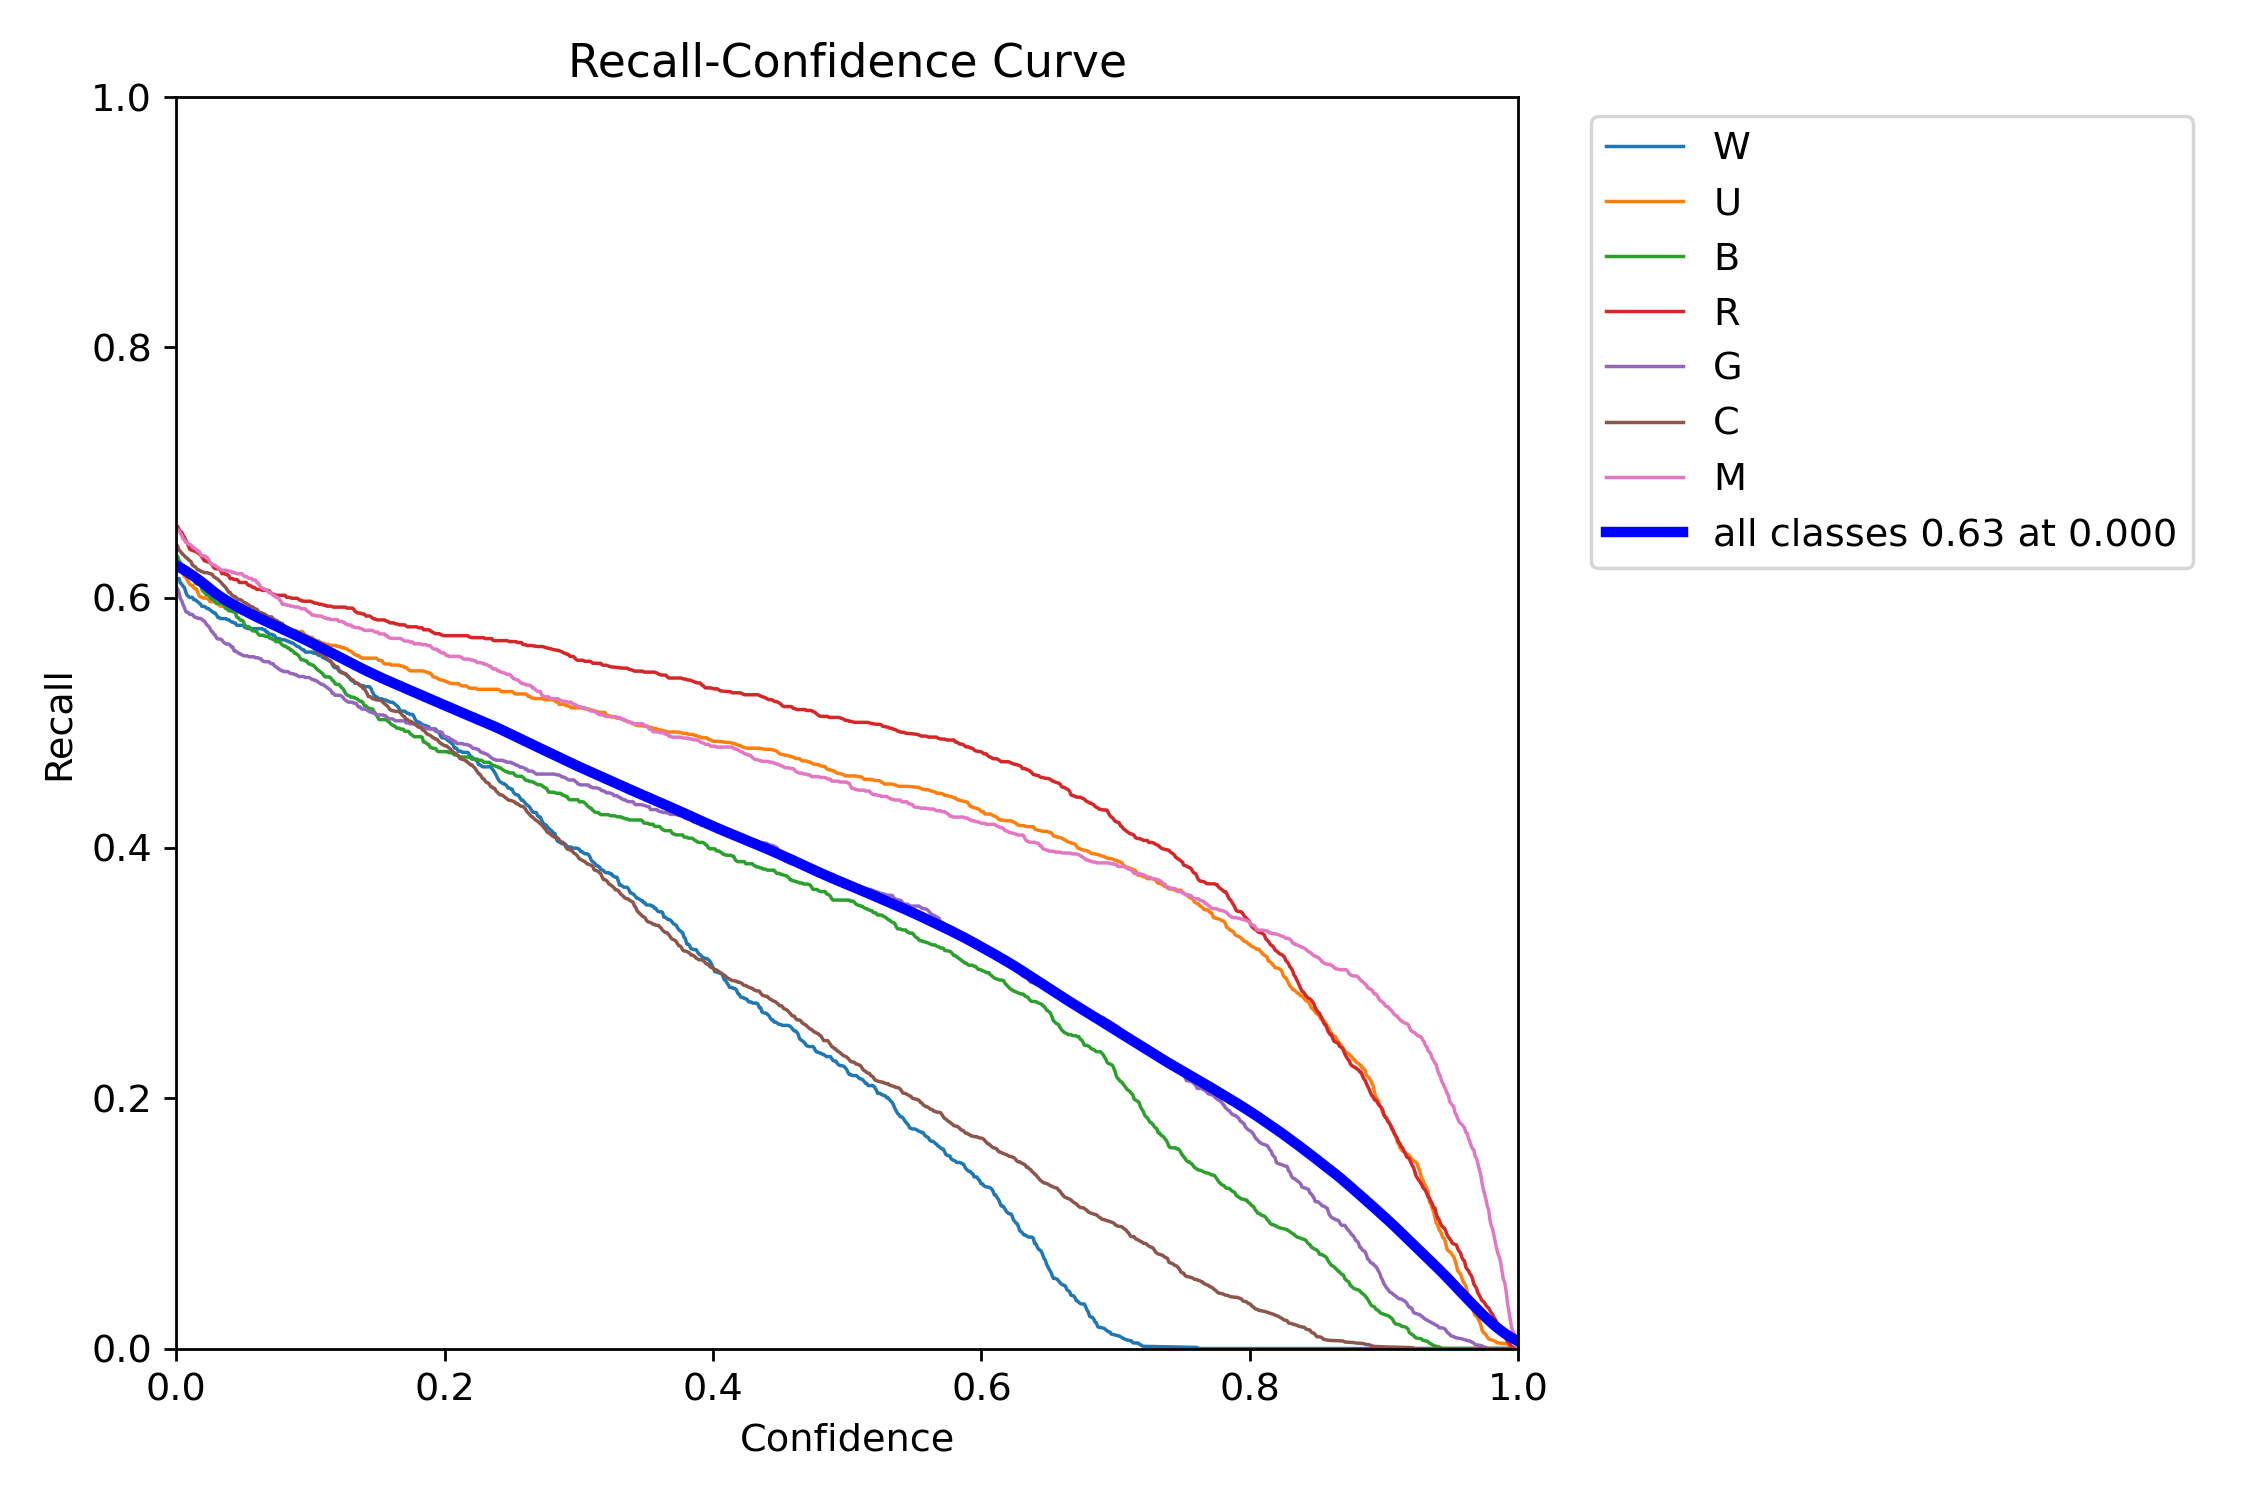 Recall-Confidence Curve
1.0
0.8
0.6
0.4
0.2
0.0
Recall
0.0 0.2 0.4 0.6 0.8 1.0
Confidence
W
U
B
R
G
C
M
all classes 0.63 at 0.000